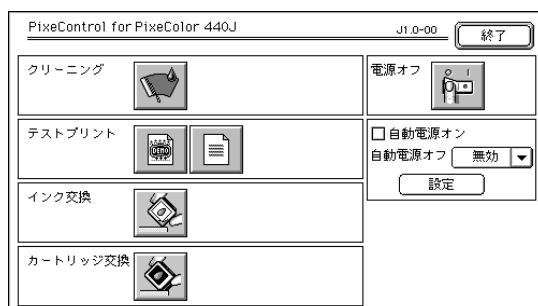 PixeControl for PixeColor 440J
J1.0-00
終了
クリーニング
電源オフ
テストプリント
DEMO
自動電源オン
自動電源オフ 無効
設定
インク交換
カートリッジ交換